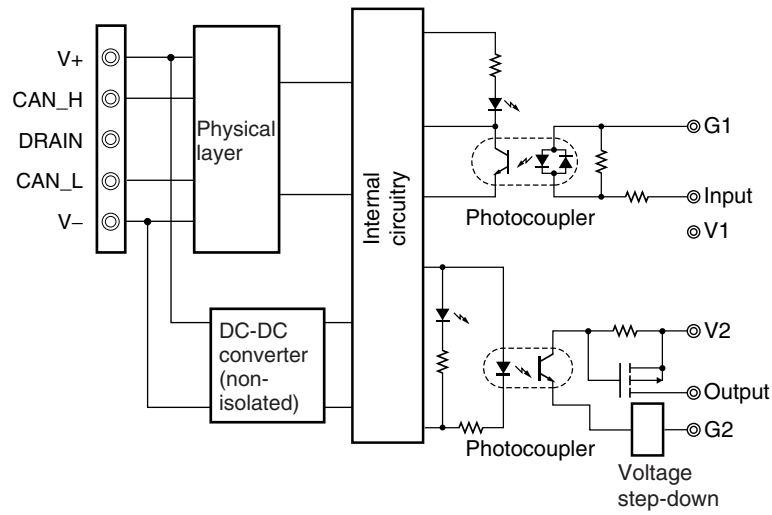 V+
CAN_H
DRAIN
CAN_L
V–
Physical
layer
DC-DC
converter
(non-
isolated)
Internal
circuitry
Photocoupler
G1
Input
V1
Photocoupler
V2
Output
G2
Voltage
step-down